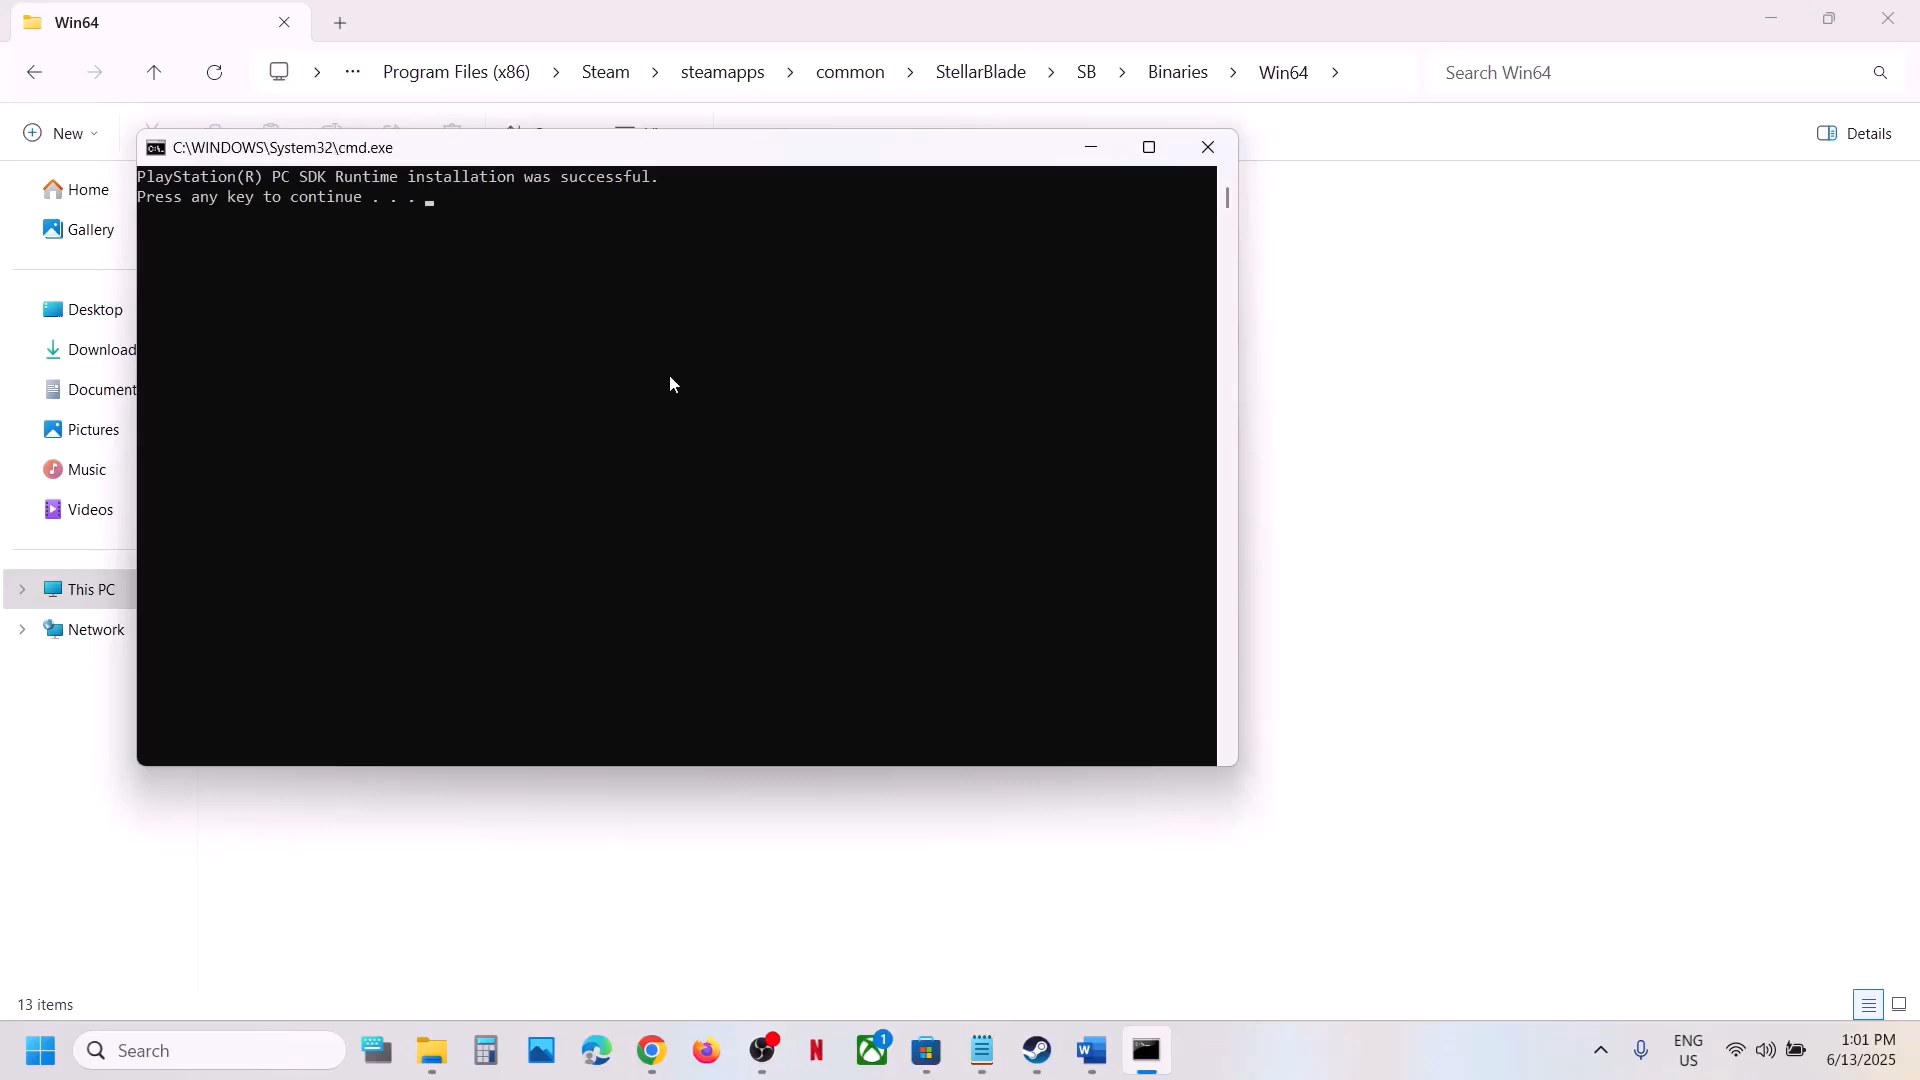 Win64
Program Files (x86) > Steam > steamapps > common > StellarBlade > SB > Binaries > Win64 >
Search Win64
New
Details
C:\WINDOWS\System32\cmd.exe
PlayStation(R) PC SDK Runtime installation was successful.
Press any key to continue . . .
Home
Gallery
Desktop
Download
Document
Pictures
Music
Videos
This PC
Network
13 items
Search
1
ENG
US
1:01 PM
6/13/2025